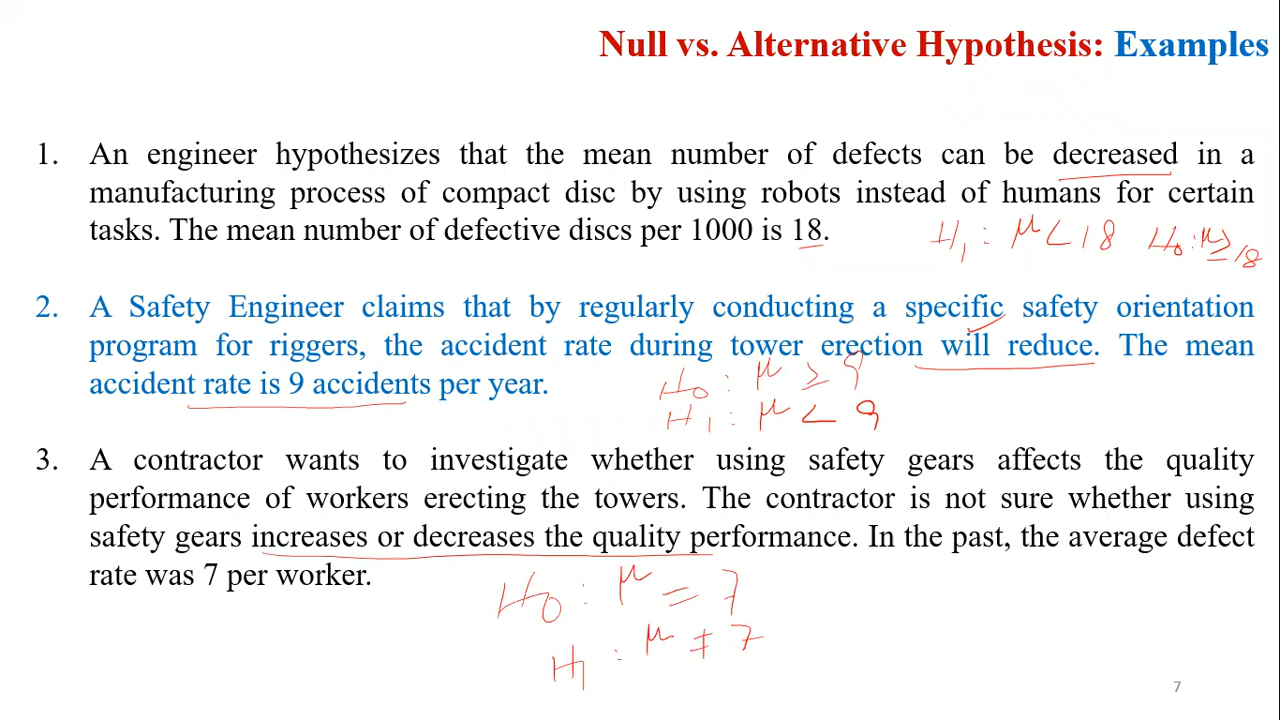 Null vs. Alternative Hypothesis: Examples
1. An engineer hypothesizes that the mean number of defects can be decreased in a
manufacturing process of compact disc by using robots instead of humans for certain
tasks. The mean number of defective discs per 1000 is 18.
H₁ : μ < 18 H₀ : μ ≥ 18
2. A Safety Engineer claims that by regularly conducting a specific safety orientation
program for riggers, the accident rate during tower erection will reduce. The mean
accident rate is 9 accidents per year.
H₀ : μ ≥ 9
H₁ : μ < 9
3. A contractor wants to investigate whether using safety gears affects the quality
performance of workers erecting the towers. The contractor is not sure whether using
safety gears increases or decreases the quality performance. In the past, the average defect
rate was 7 per worker.
H₀ : μ = 7
H₁ : μ ≠ 7
7